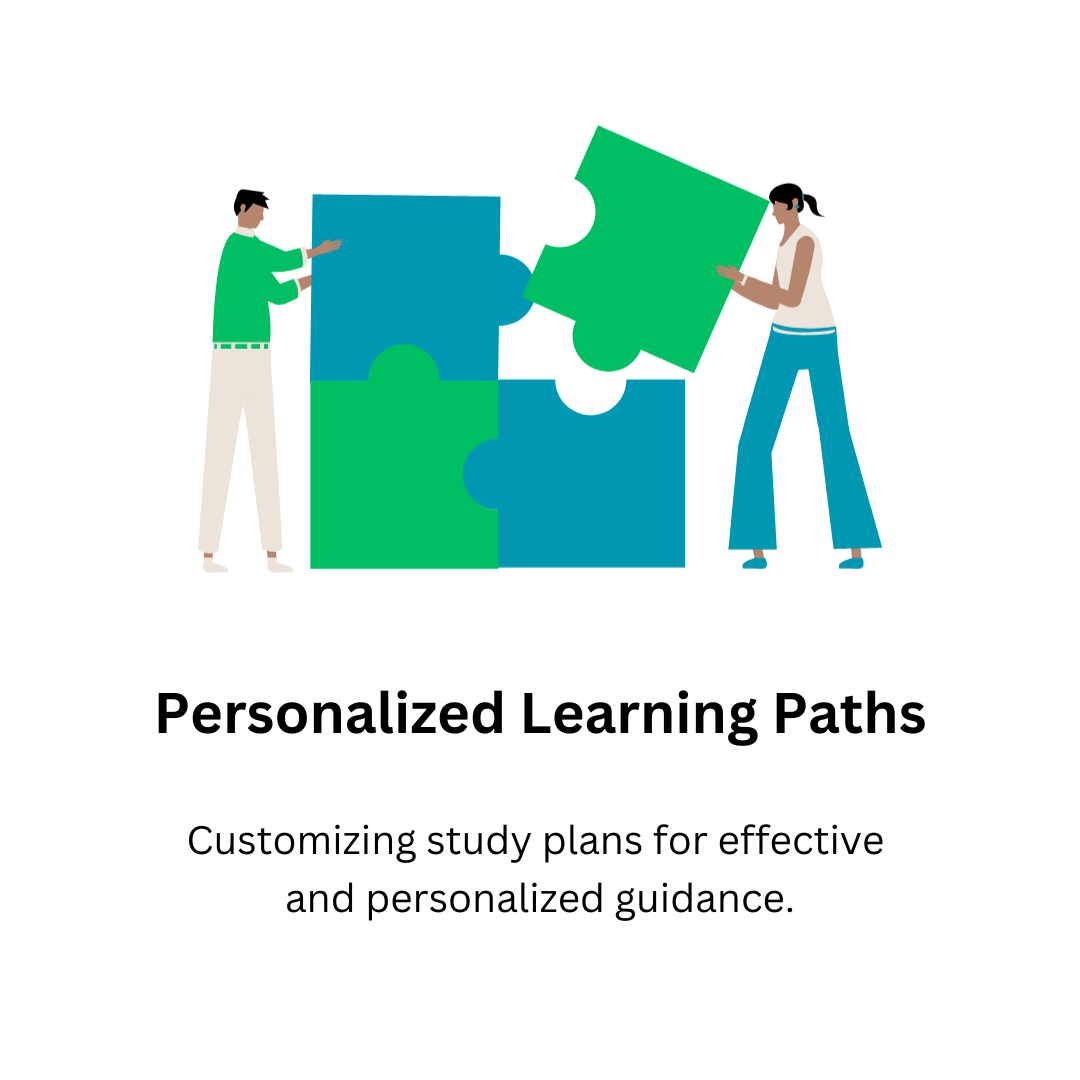 Personalized Learning Paths
Customizing study plans for effective
and personalized guidance.